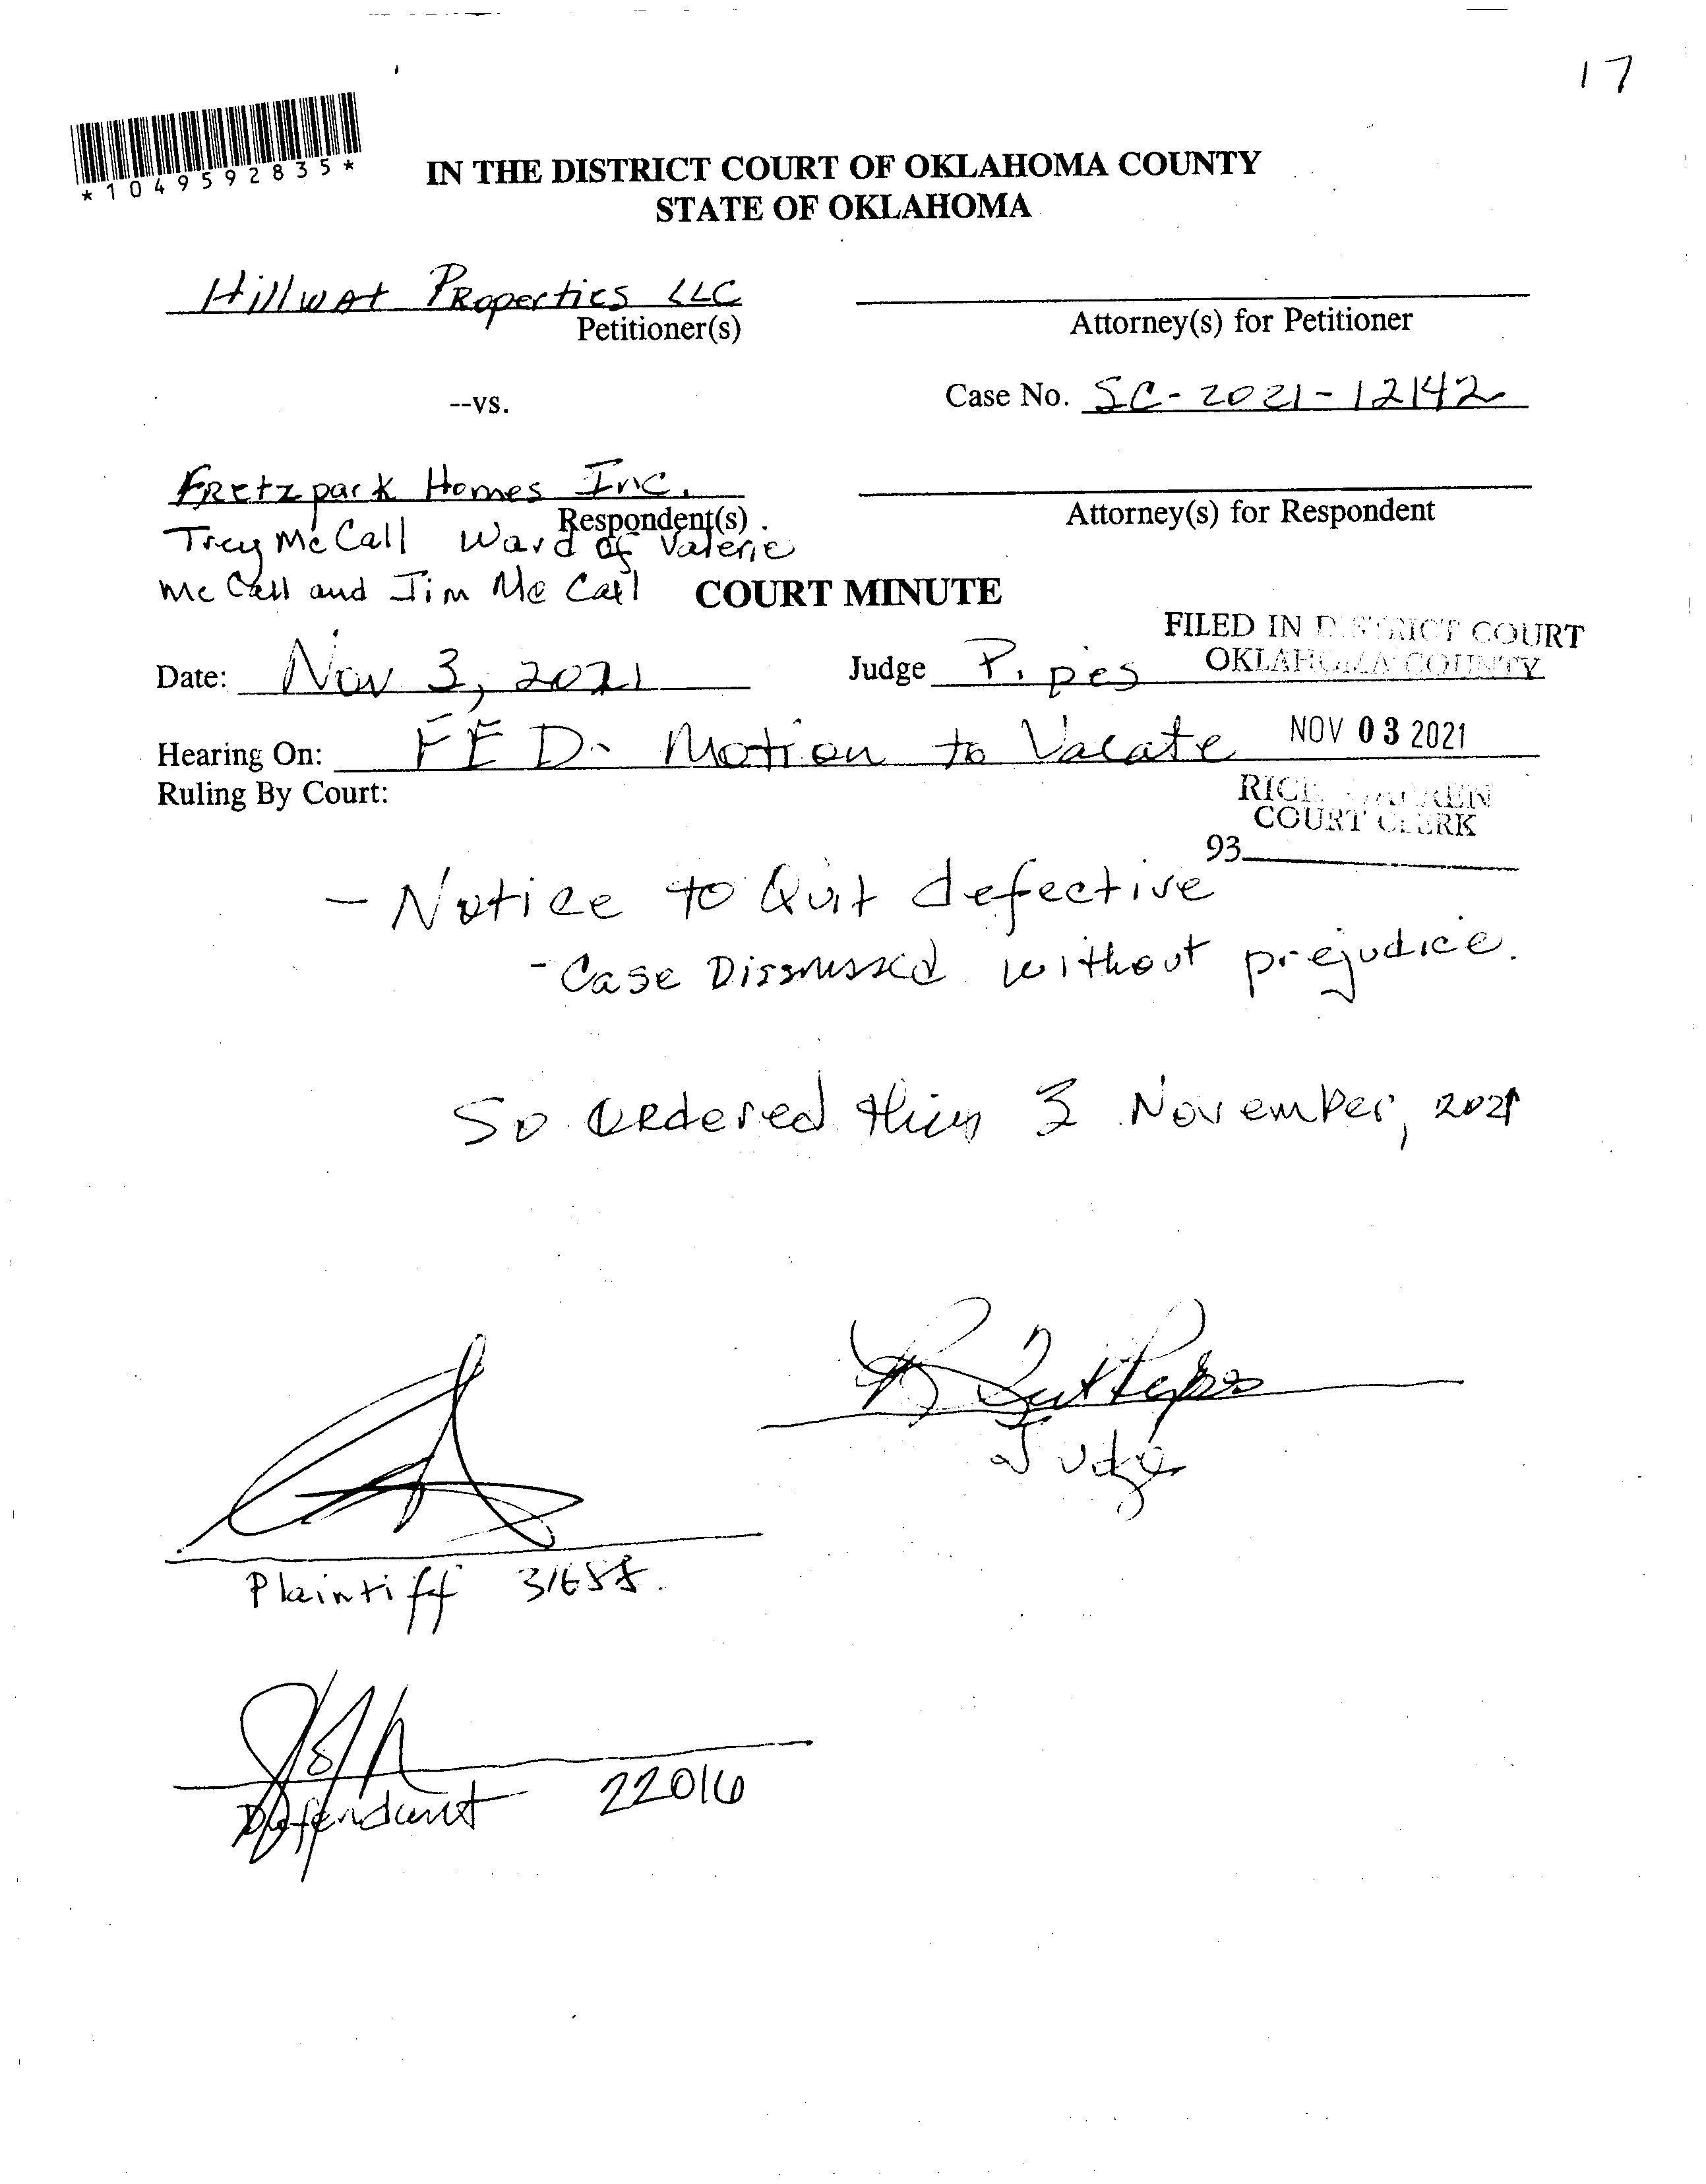 17
*1049592835*
IN THE DISTRICT COURT OF OKLAHOMA COUNTY
STATE OF OKLAHOMA
Hillwat Properties LLC
Petitioner(s)
Attorney(s) for Petitioner
--vs.
Case No. SC-2021-12142
Fretzpark Homes Inc.
Respondent(s)
Attorney(s) for Respondent
Trey McCall Ward of Valerie
McCall and Jim McCall
COURT MINUTE
FILED IN DISTRICT COURT
OKLAHOMA COUNTY
Date: Nov 3, 2021 Judge Pipes
Hearing On: FED - Motion to Vacate
NOV 03 2021
Ruling By Court:
RICK WARREN
COURT CLERK
93
- Notice to Quit defective
- Case Dismissed without prejudice.
So Ordered this 3 November, 2021
Judge
Plaintiff
Defendant 22016